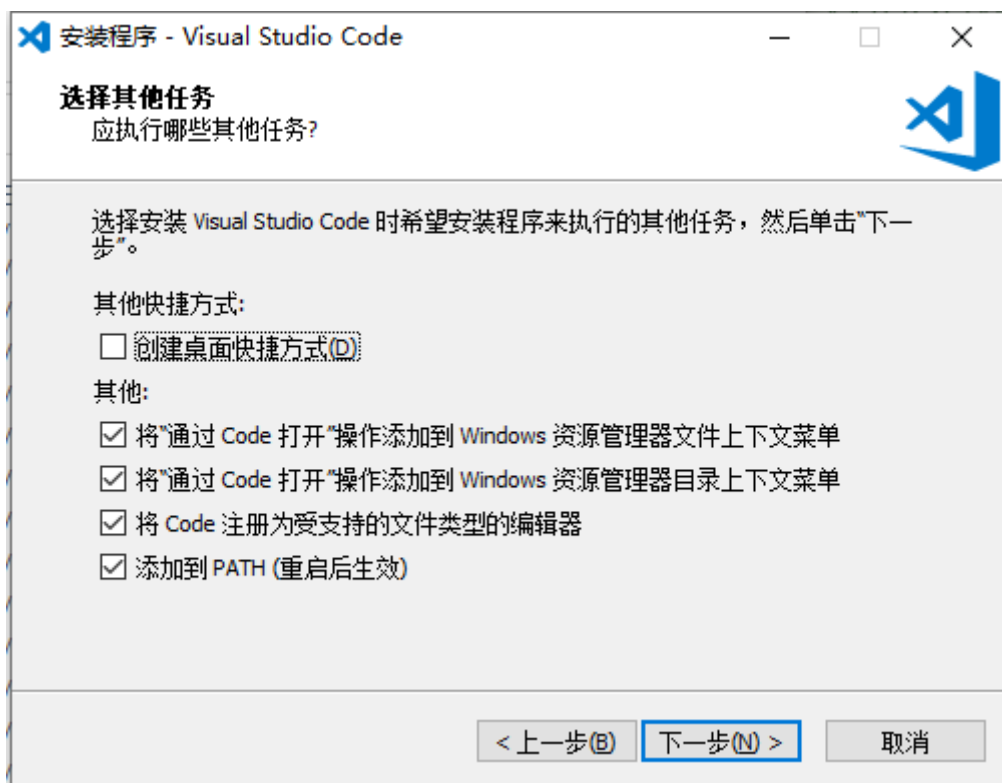 安装程序 - Visual Studio Code
选择其他任务
应执行哪些其他任务?
选择安装 Visual Studio Code 时希望安装程序来执行的其他任务，然后单击“下一
步”。
其他快捷方式:
创建桌面快捷方式(D)
其他:
将“通过 Code 打开”操作添加到 Windows 资源管理器文件上下文菜单
将“通过 Code 打开”操作添加到 Windows 资源管理器目录上下文菜单
将 Code 注册为受支持的文件类型的编辑器
添加到 PATH (重启后生效)
< 上一步(B) 下一步(N) > 取消